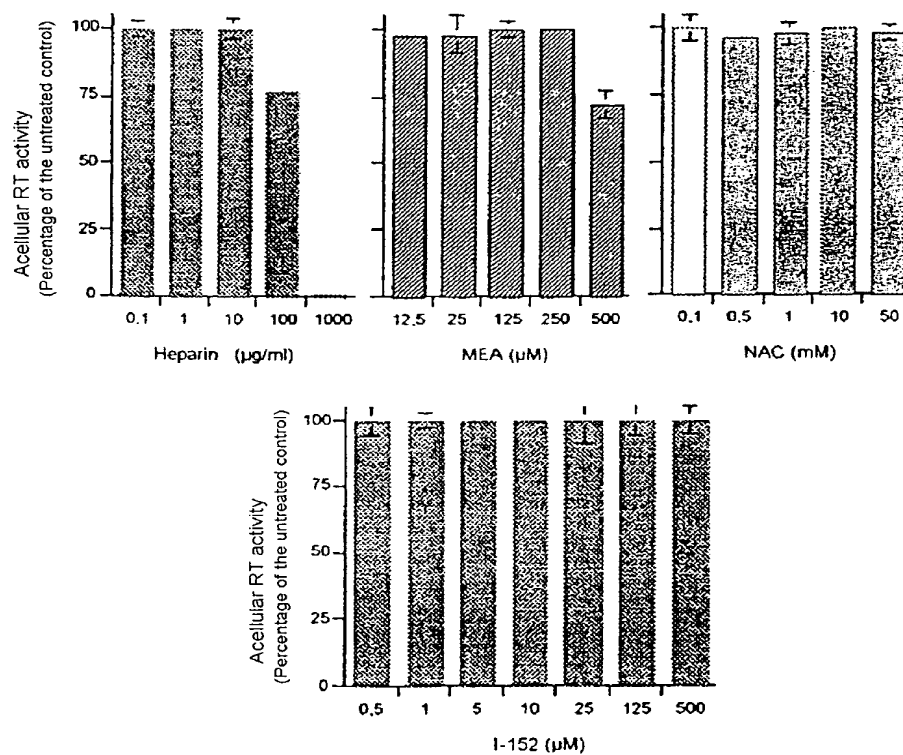 Acellular RT activity
(Percentage of the untreated control)
100
75
50
25
0
0,1 1 10 100 1000
Heparin (µg/ml)
12,5 25 125 250 500
MEA (µM)
0,1 0,5 1 10 50
NAC (mM)
Acellular RT activity
(Percentage of the untreated control)
100
75
50
25
0
0,5 1 5 10 25 125 500
I-152 (µM)